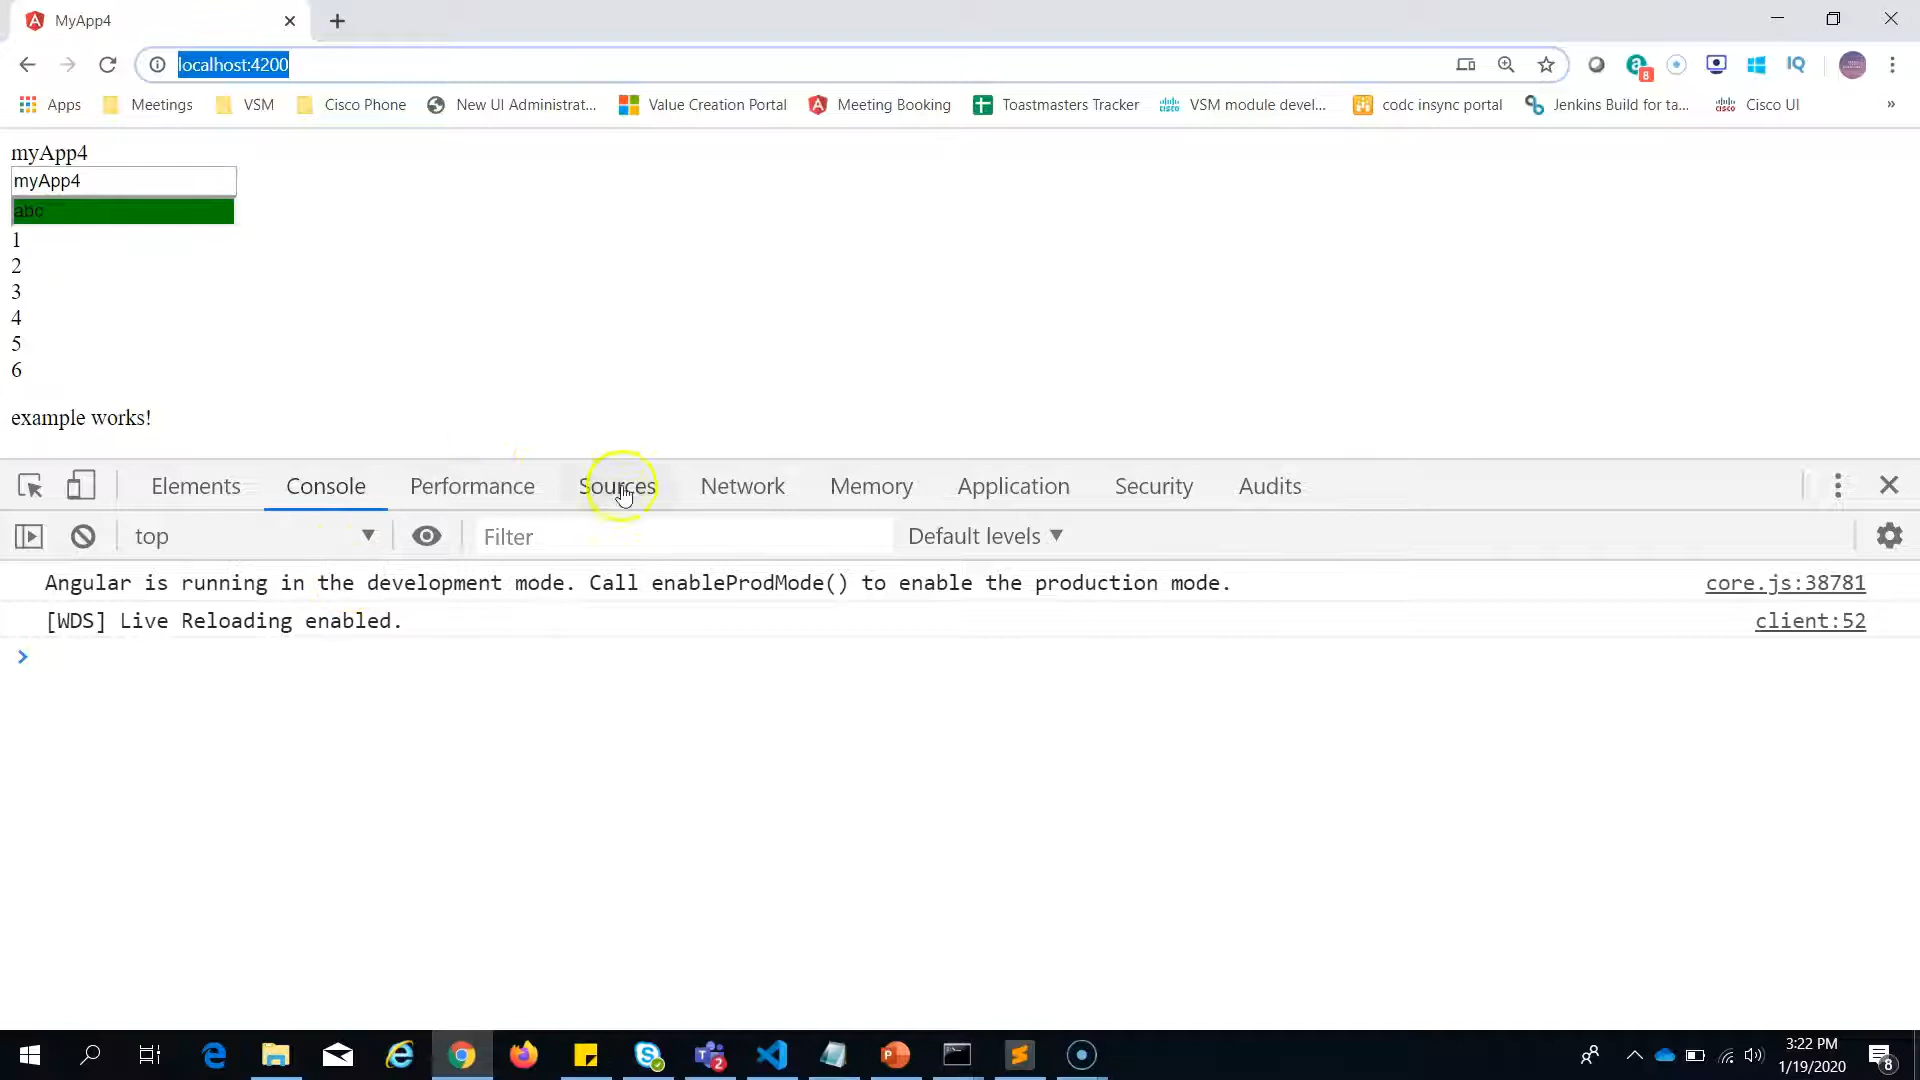 MyApp4
localhost:4200
8
IQ
Apps Meetings VSM Cisco Phone New UI Administrat... Value Creation Portal Meeting Booking Toastmasters Tracker VSM module devel... codc insync portal Jenkins Build for ta... Cisco UI »
myApp4
myApp4
abc
1
2
3
4
5
6
example works!
Elements Console Performance Sources Network Memory Application Security Audits
top Filter Default levels
Angular is running in the development mode. Call enableProdMode() to enable the production mode. core.js:38781
[WDS] Live Reloading enabled. client:52
3:22 PM
1/19/2020
2
8